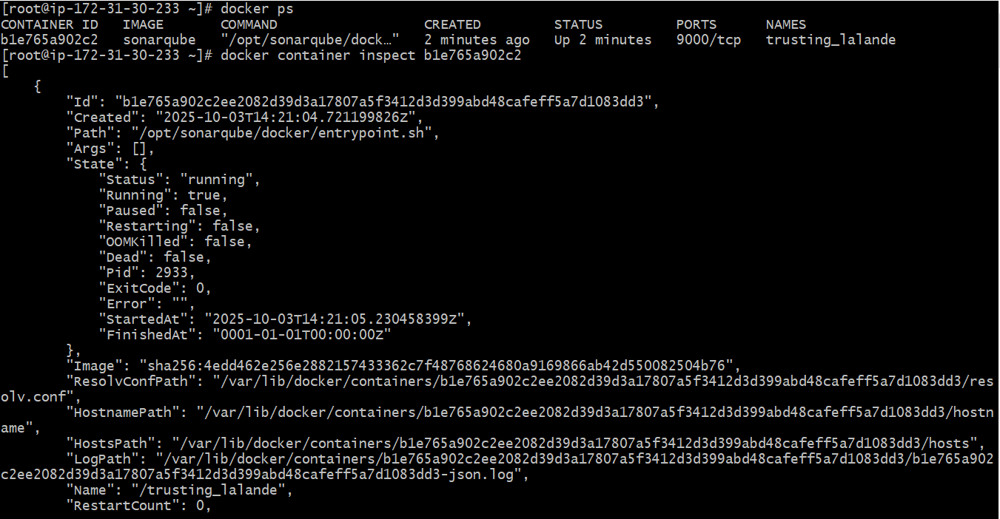 [root@ip-172-31-30-233 ~]# docker ps
CONTAINER ID   IMAGE       COMMAND                  CREATED         STATUS         PORTS      NAMES
b1e765a902c2   sonarqube   "/opt/sonarqube/dock…"   2 minutes ago   Up 2 minutes   9000/tcp   trusting_lalande
[root@ip-172-31-30-233 ~]# docker container inspect b1e765a902c2
[
    {
        "Id": "b1e765a902c2ee2082d39d3a17807a5f3412d3d399abd48cafeff5a7d1083dd3",
        "Created": "2025-10-03T14:21:04.721199826Z",
        "Path": "/opt/sonarqube/docker/entrypoint.sh",
        "Args": [],
        "State": {
            "Status": "running",
            "Running": true,
            "Paused": false,
            "Restarting": false,
            "OOMKilled": false,
            "Dead": false,
            "Pid": 2933,
            "ExitCode": 0,
            "Error": "",
            "StartedAt": "2025-10-03T14:21:05.230458399Z",
            "FinishedAt": "0001-01-01T00:00:00Z"
        },
        "Image": "sha256:4edd462e256e2882157433362c7f48768624680a9169866ab42d550082504b76",
        "ResolvConfPath": "/var/lib/docker/containers/b1e765a902c2ee2082d39d3a17807a5f3412d3d399abd48cafeff5a7d1083dd3/res
olv.conf",
        "HostnamePath": "/var/lib/docker/containers/b1e765a902c2ee2082d39d3a17807a5f3412d3d399abd48cafeff5a7d1083dd3/hostn
ame",
        "HostsPath": "/var/lib/docker/containers/b1e765a902c2ee2082d39d3a17807a5f3412d3d399abd48cafeff5a7d1083dd3/hosts",
        "LogPath": "/var/lib/docker/containers/b1e765a902c2ee2082d39d3a17807a5f3412d3d399abd48cafeff5a7d1083dd3/b1e765a902
c2ee2082d39d3a17807a5f3412d3d399abd48cafeff5a7d1083dd3-json.log",
        "Name": "/trusting_lalande",
        "RestartCount": 0,